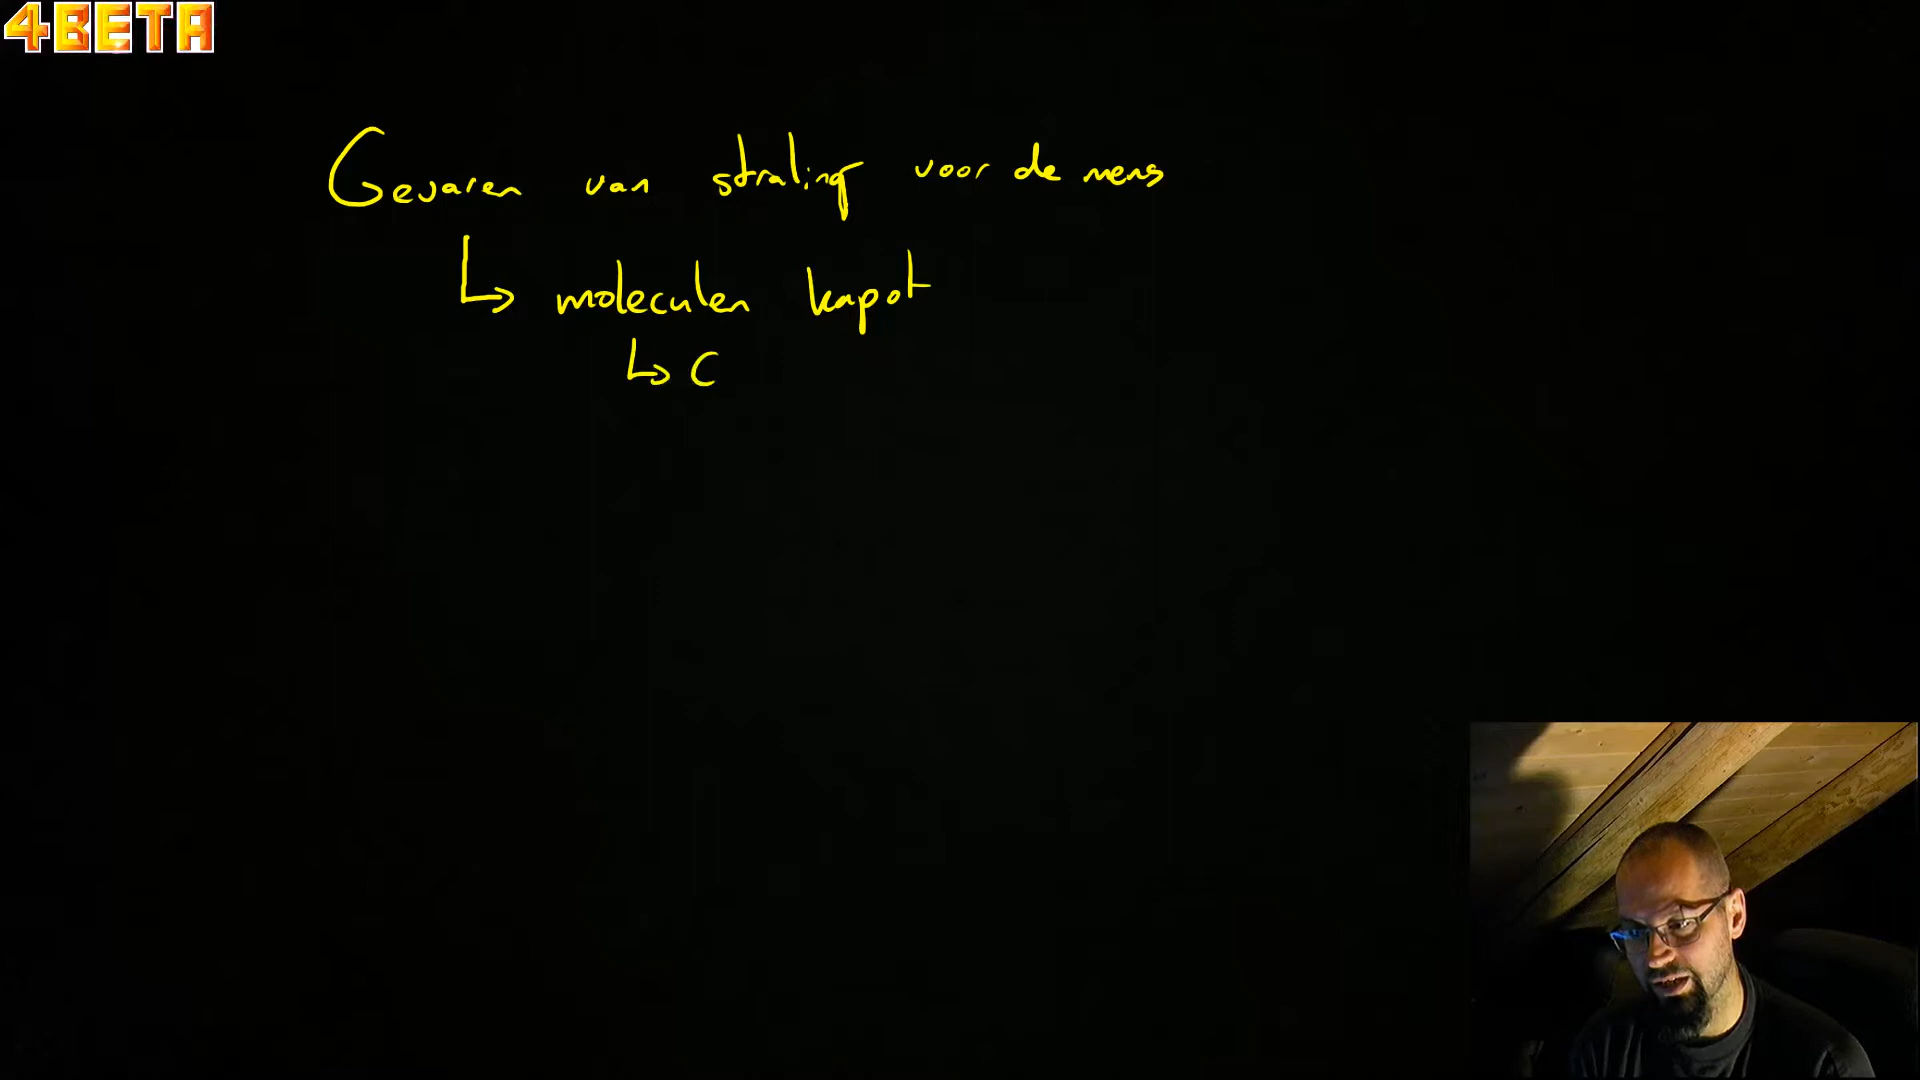 4BETA
Gevaren van straling voor de mens
↳ moleculen kapot
↳ C